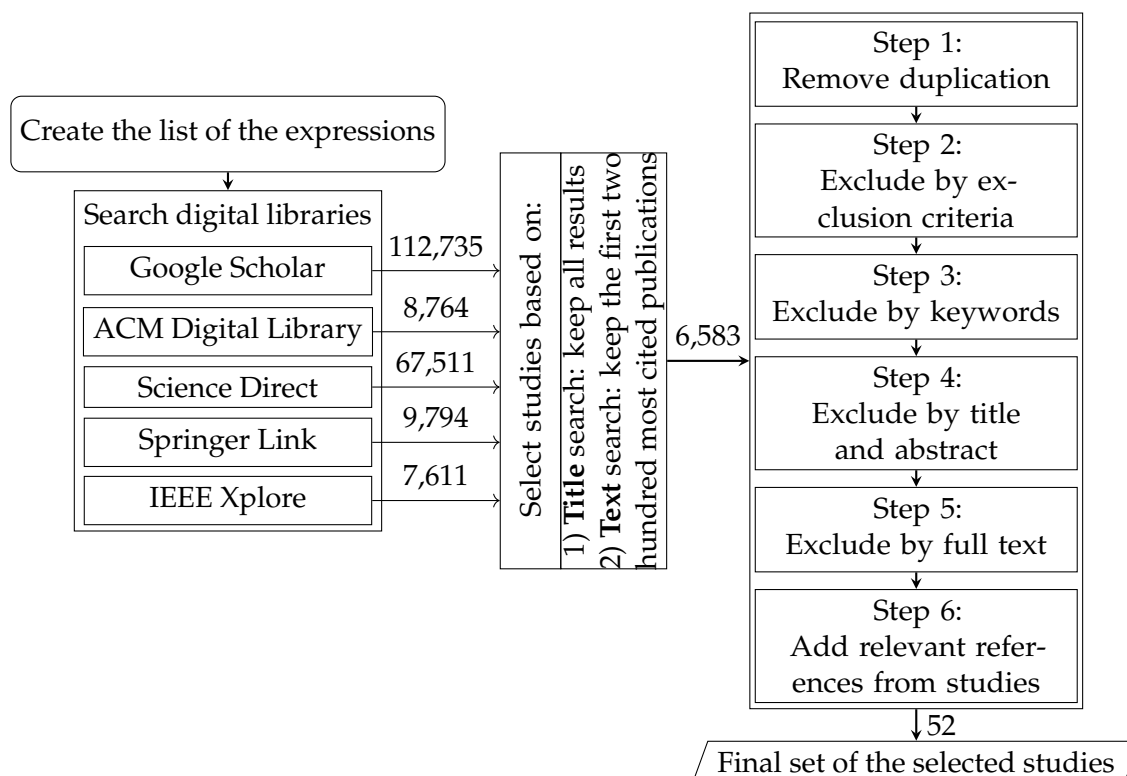 Create the list of the expressions
Search digital libraries
Google Scholar
112,735
ACM Digital Library
8,764
Science Direct
67,511
Springer Link
9,794
IEEE Xplore
7,611
Select studies based on:
1) Title search: keep all results
2) Text search: keep the first two
hundred most cited publications
6,583
Step 1:
Remove duplication
Step 2:
Exclude by ex-
clusion criteria
Step 3:
Exclude by keywords
Step 4:
Exclude by title
and abstract
Step 5:
Exclude by full text
Step 6:
Add relevant refer-
ences from studies
52
Final set of the selected studies